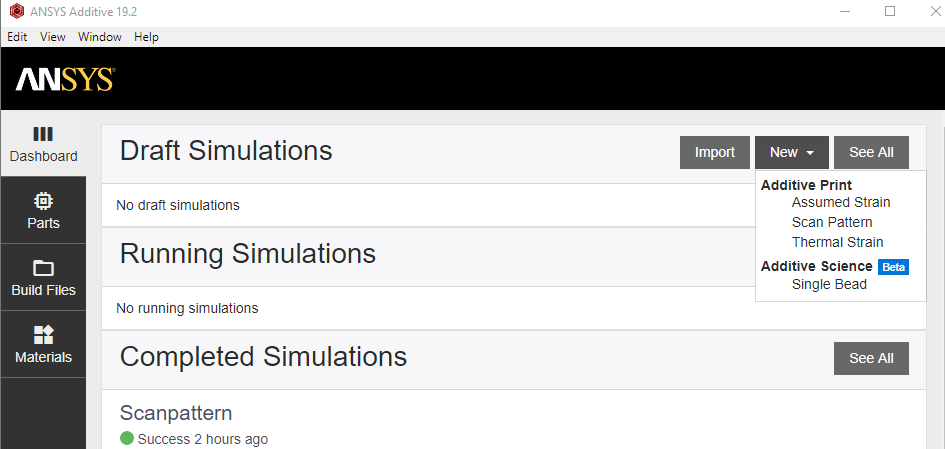 ANSYS Additive 19.2
Edit View Window Help
ANSYS
Dashboard
Parts
Build Files
Materials
Draft Simulations
Import New See All
No draft simulations
Additive Print
Assumed Strain
Scan Pattern
Thermal Strain
Additive Science Beta
Single Bead
Running Simulations
No running simulations
Completed Simulations
See All
Scanpattern
Success 2 hours ago